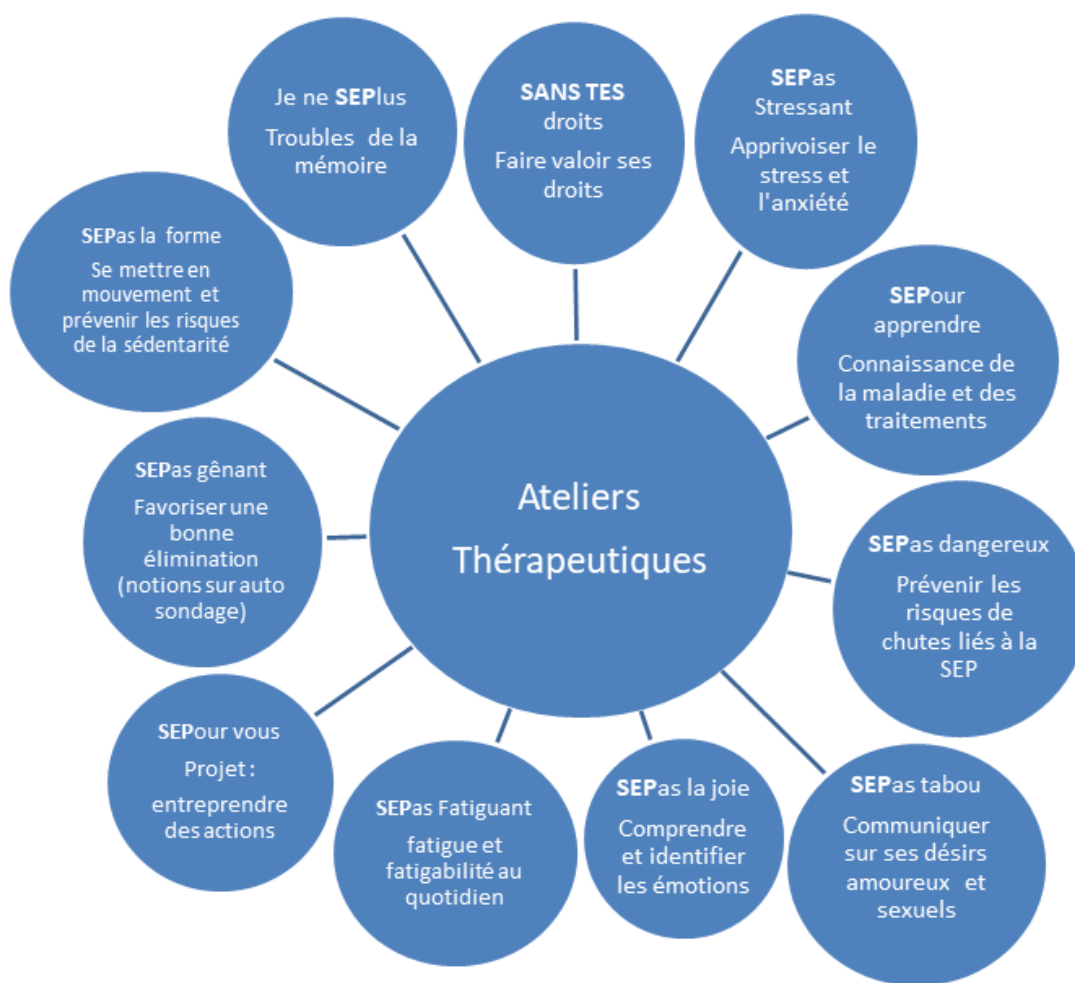 Je ne SEPlus
Troubles de la
mémoire
SANS TES
droits
Faire valoir ses
droits
SEPas
Stressant
Apprivoiser le
stress et
l'anxiété
SEPour
apprendre
Connaissance de
la maladie et des
traitements
SEPas dangereux
Prévenir les
risques de
chutes liés à la
SEP
SEPas tabou
Communiquer
sur ses désirs
amoureux et
sexuels
SEPas la joie
Comprendre
et identifier
les émotions
SEPas Fatiguant
fatigue et
fatigabilité au
quotidien
SEPour vous
Projet :
entreprendre
des actions
SEPas gênant
Favoriser une
bonne
élimination
(notions sur auto
sondage)
SEPas la forme
Se mettre en
mouvement et
prévenir les risques
de la sédentarité
Ateliers
Thérapeutiques